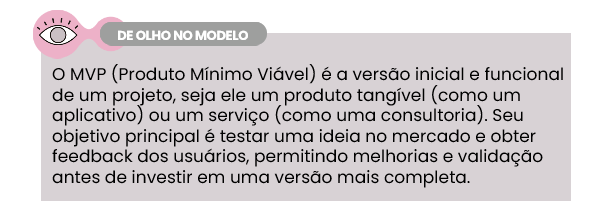 DE OLHO NO MODELO
O MVP (Produto Mínimo Viável) é a versão inicial e funcional
de um projeto, seja ele um produto tangível (como um
aplicativo) ou um serviço (como uma consultoria). Seu
objetivo principal é testar uma ideia no mercado e obter
feedback dos usuários, permitindo melhorias e validação
antes de investir em uma versão mais completa.